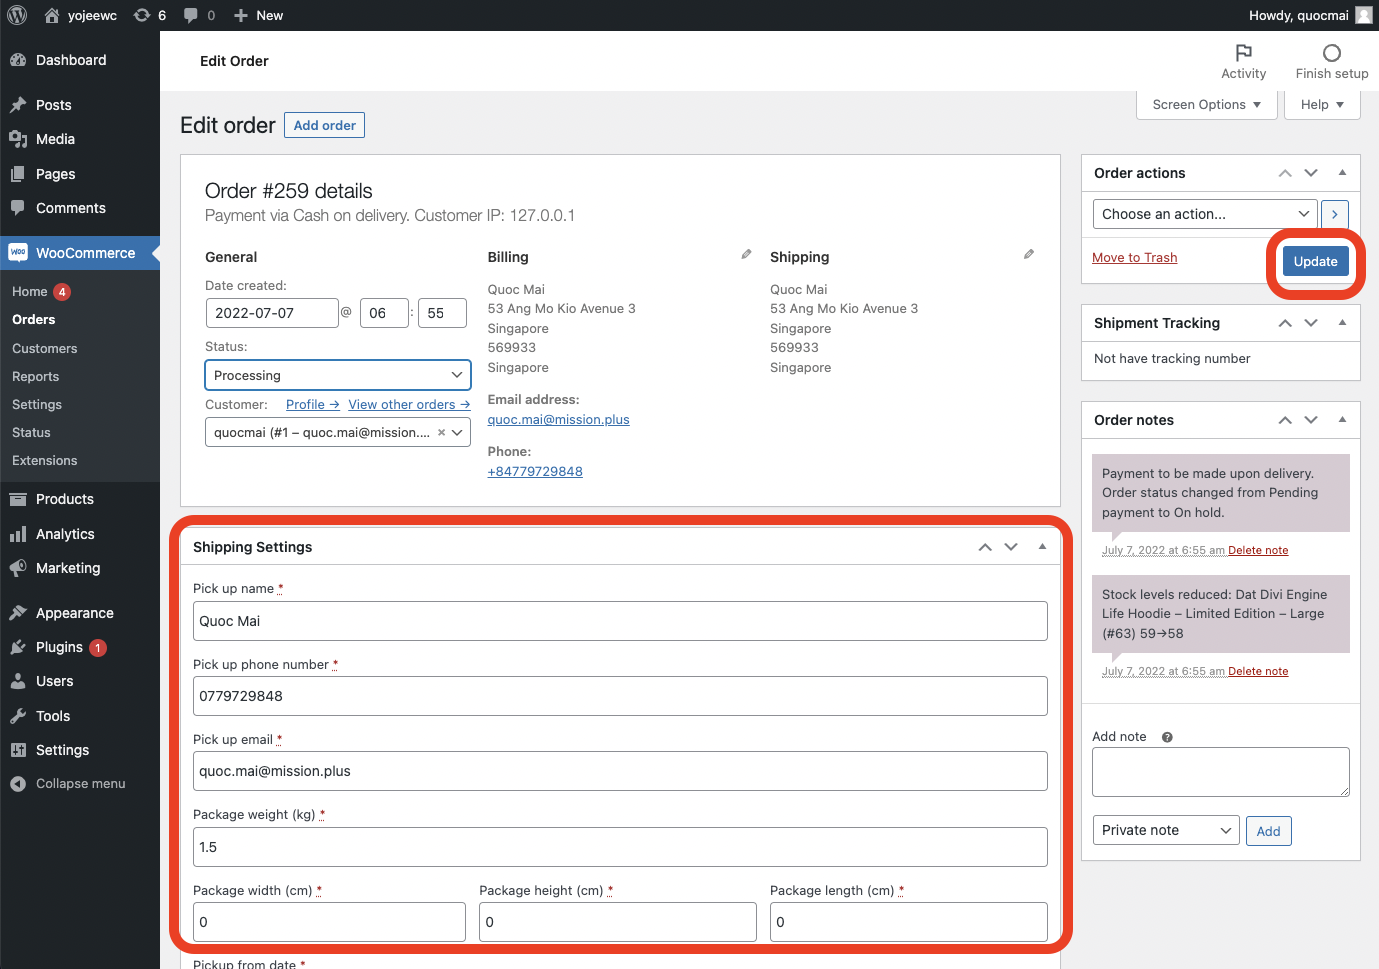 yojeewc
6
0
New
Howdy, quocmai
Dashboard
Posts
Media
Pages
Comments
Woo
WooCommerce
Home 4
Orders
Customers
Reports
Settings
Status
Extensions
Products
Analytics
Marketing
Appearance
Plugins 1
Users
Tools
Settings
Collapse menu
Edit Order
Activity
Finish setup
Screen Options
Help
Edit order
Add order
Order #259 details
Payment via Cash on delivery. Customer IP: 127.0.0.1
General
Date created:
2022-07-07 @ 06 : 55
Status:
Processing
Customer: Profile → View other orders →
quocmai (#1 – quoc.mai@mission.... ×
Billing
Quoc Mai
53 Ang Mo Kio Avenue 3
Singapore
569933
Singapore
Email address:
quoc.mai@mission.plus
Phone:
+84779729848
Shipping
Quoc Mai
53 Ang Mo Kio Avenue 3
Singapore
569933
Singapore
Shipping Settings
Pick up name *
Quoc Mai
Pick up phone number *
0779729848
Pick up email *
quoc.mai@mission.plus
Package weight (kg) *
1.5
Package width (cm) *
0
Package height (cm) *
0
Package length (cm) *
0
Pickup from date *
Order actions
Choose an action...
Move to Trash
Update
Shipment Tracking
Not have tracking number
Order notes
Payment to be made upon delivery.
Order status changed from Pending
payment to On hold.
July 7, 2022 at 6:55 am Delete note
Stock levels reduced: Dat Divi Engine
Life Hoodie – Limited Edition – Large
(#63) 59→58
July 7, 2022 at 6:55 am Delete note
Add note ?
Private note
Add